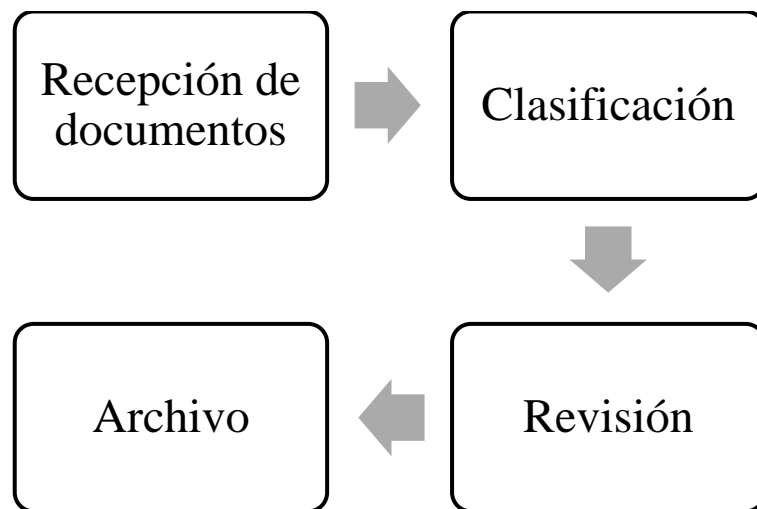 Recepción de
documentos
Clasificación
Revisión
Archivo